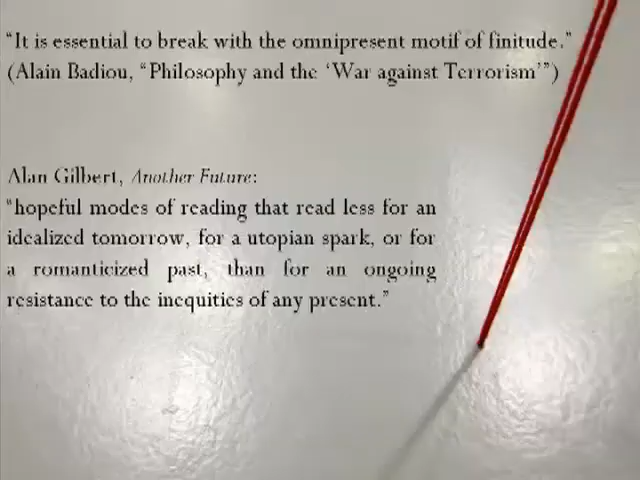 “It is essential to break with the omnipresent motif of finitude.”
(Alain Badiou, “Philosophy and the ‘War against Terrorism’”)
Alan Gilbert, Another Future:
“hopeful modes of reading that read less for an
idealized tomorrow, for a utopian spark, or for
a romanticized past, than for an ongoing
resistance to the inequities of any present.”